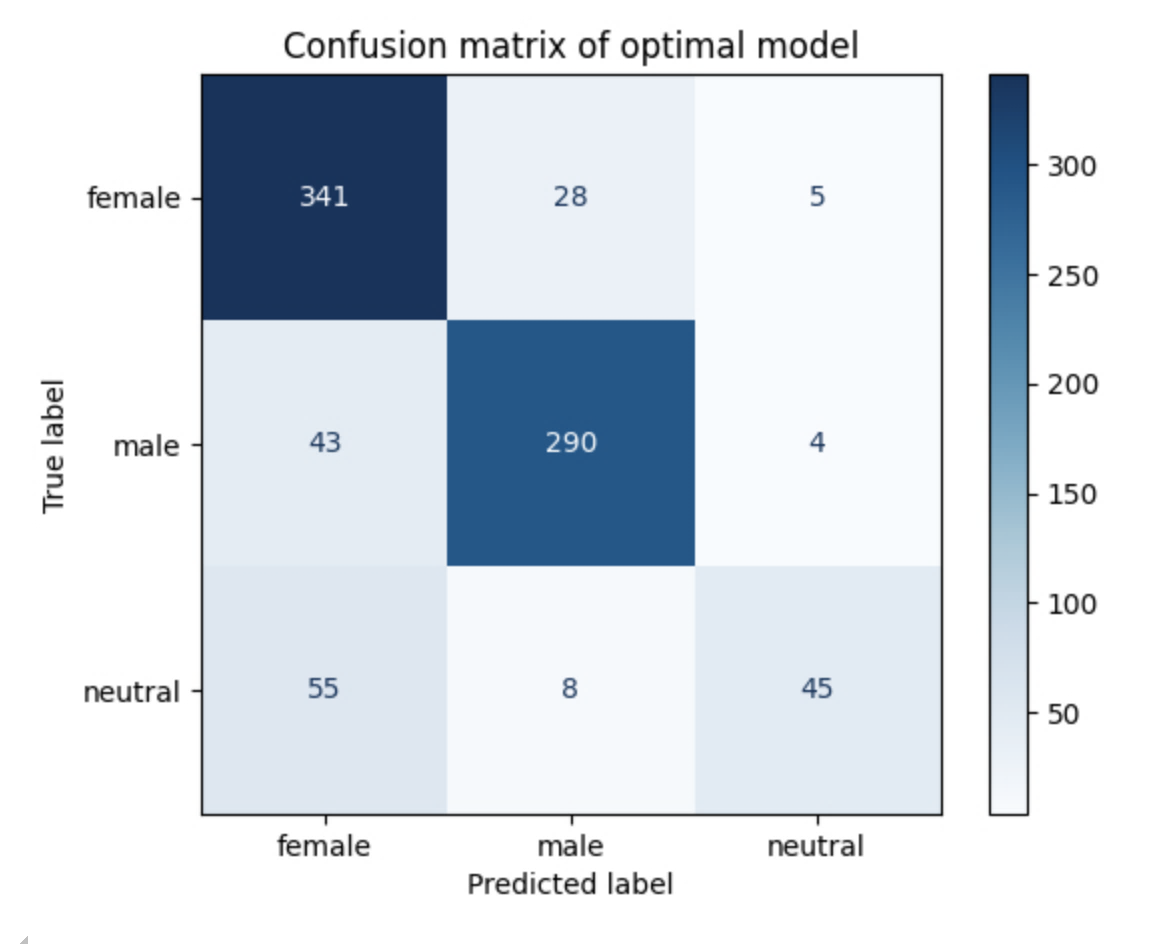 Confusion matrix of optimal model
female 341 28 5
male 43 290 4
neutral 55 8 45
True label
female male neutral
Predicted label
300
250
200
150
100
50